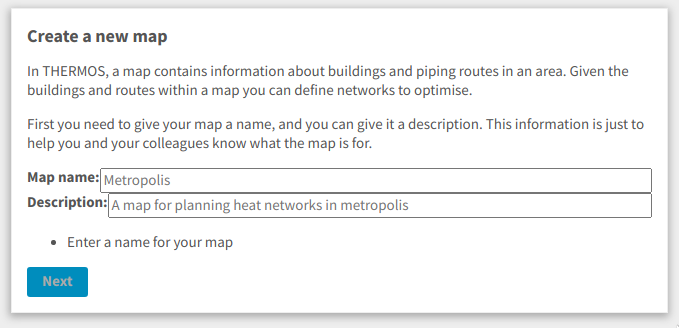 Create a new map
In THERMOS, a map contains information about buildings and piping routes in an area. Given the
buildings and routes within a map you can define networks to optimise.
First you need to give your map a name, and you can give it a description. This information is just to
help you and your colleagues know what the map is for.
Map name: Metropolis
Description: A map for planning heat networks in metropolis
• Enter a name for your map
Next